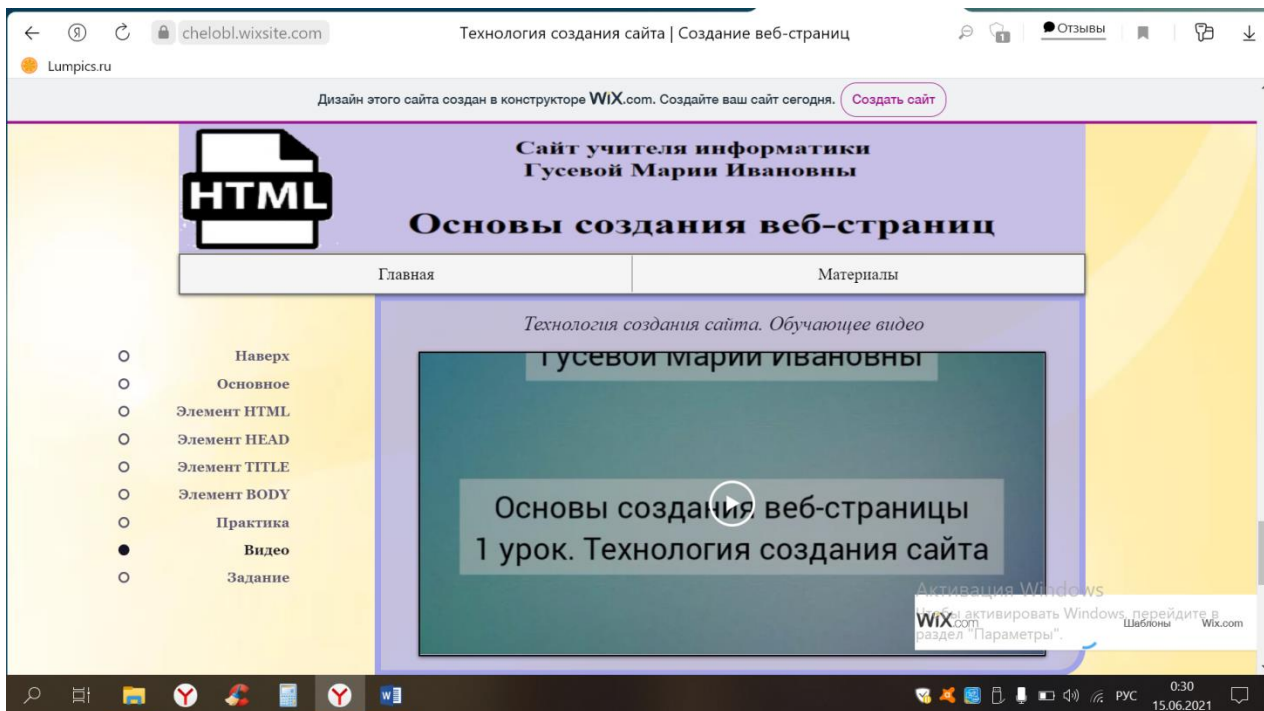 chelobl.wixsite.com
Технология создания сайта | Создание веб-страниц
1
Отзывы
Lumpics.ru
Дизайн этого сайта создан в конструкторе WiX.com. Создайте ваш сайт сегодня.
Создать сайт
HTML
Сайт учителя информатики
Гусевой Марии Ивановны
Основы создания веб-страниц
Главная
Материалы
Технология создания сайта. Обучающее видео
Наверх
Основное
Элемент HTML
Элемент HEAD
Элемент TITLE
Элемент BODY
Практика
Видео
Задание
Гусевой Марии Ивановны
Основы создания веб-страницы
1 урок. Технология создания сайта
Активация Windows
Чтобы активировать Windows, перейдите в
раздел "Параметры".
WiX.com
Шаблоны
Wix.com
РУС
0:30
15.06.2021